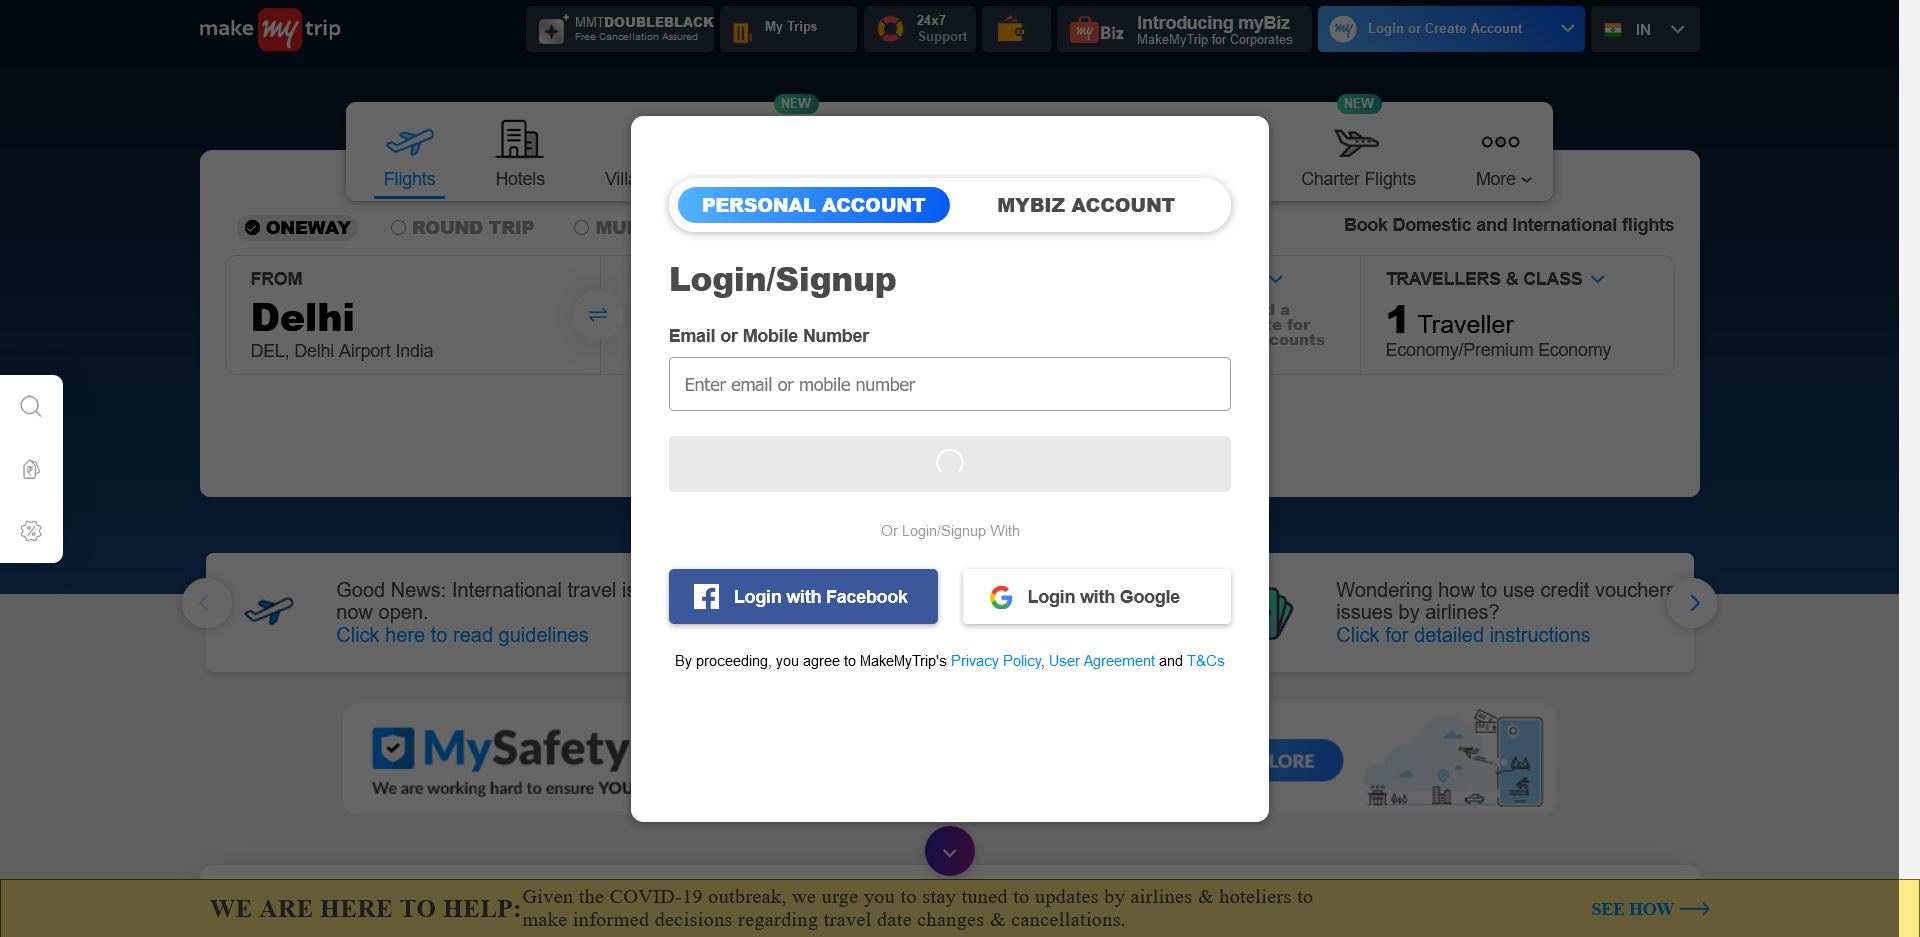 make my trip
MMTDOUBLEBLACK
Free Cancellation Assured
My Trips
24x7
Support
my Biz
Introducing myBiz
MakeMyTrip for Corporates
my
Login or Create Account
IN
NEW
NEW
Flights
Hotels
Charter Flights
More
PERSONAL ACCOUNT
MYBIZ ACCOUNT
ONEWAY
ROUND TRIP
Book Domestic and International flights
FROM
Delhi
DEL, Delhi Airport India
TRAVELLERS & CLASS
1 Traveller
Economy/Premium Economy
Login/Signup
Email or Mobile Number
Enter email or mobile number
Or Login/Signup With
Login with Facebook
Login with Google
By proceeding, you agree to MakeMyTrip's Privacy Policy, User Agreement and T&Cs
Good News: International travel is
now open.
Click here to read guidelines
Wondering how to use credit vouchers
issues by airlines?
Click for detailed instructions
MySafety
We are working hard to ensure YOU
WE ARE HERE TO HELP:
Given the COVID-19 outbreak, we urge you to stay tuned to updates by airlines & hoteliers to
make informed decisions regarding travel date changes & cancellations.
SEE HOW